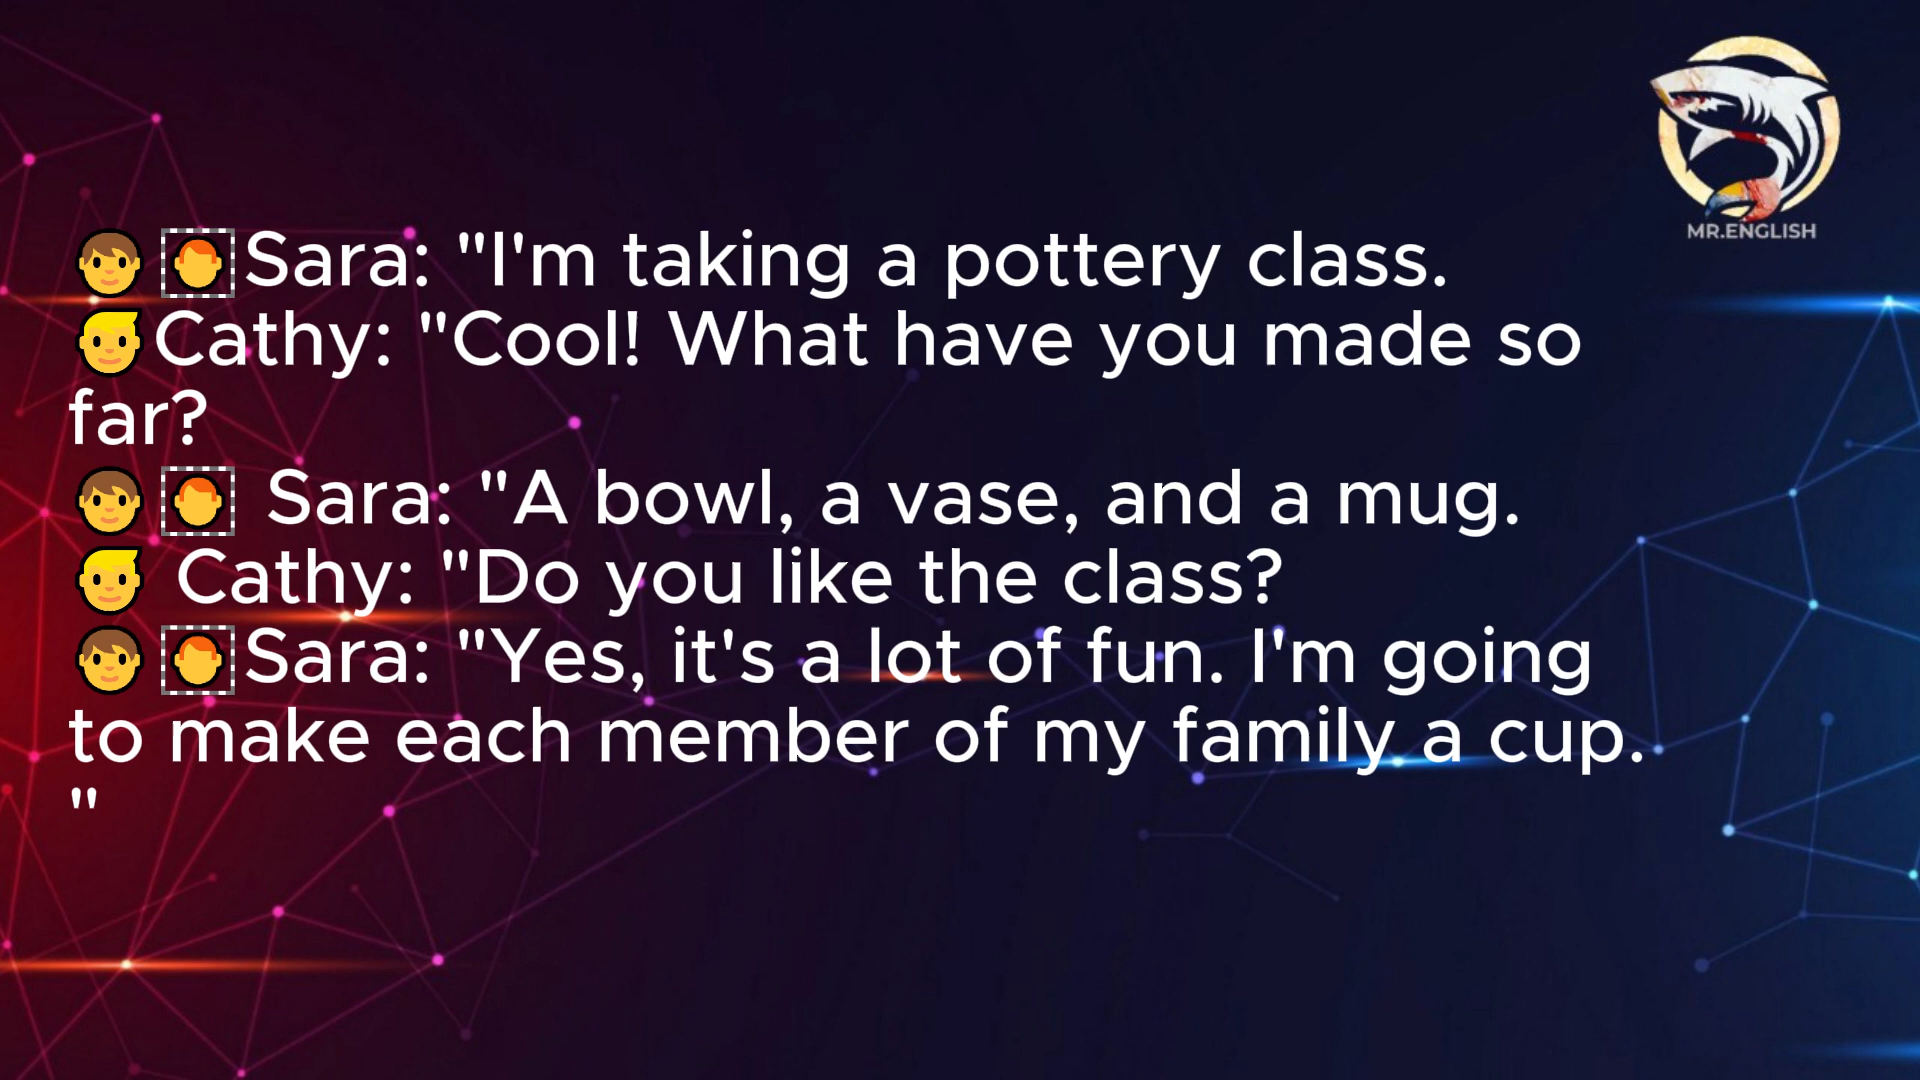 MR.ENGLISH
Sara: "I'm taking a pottery class.
Cathy: "Cool! What have you made so
far?
Sara: "A bowl, a vase, and a mug.
Cathy: "Do you like the class?
Sara: "Yes, it's a lot of fun. I'm going
to make each member of my family a cup.
"